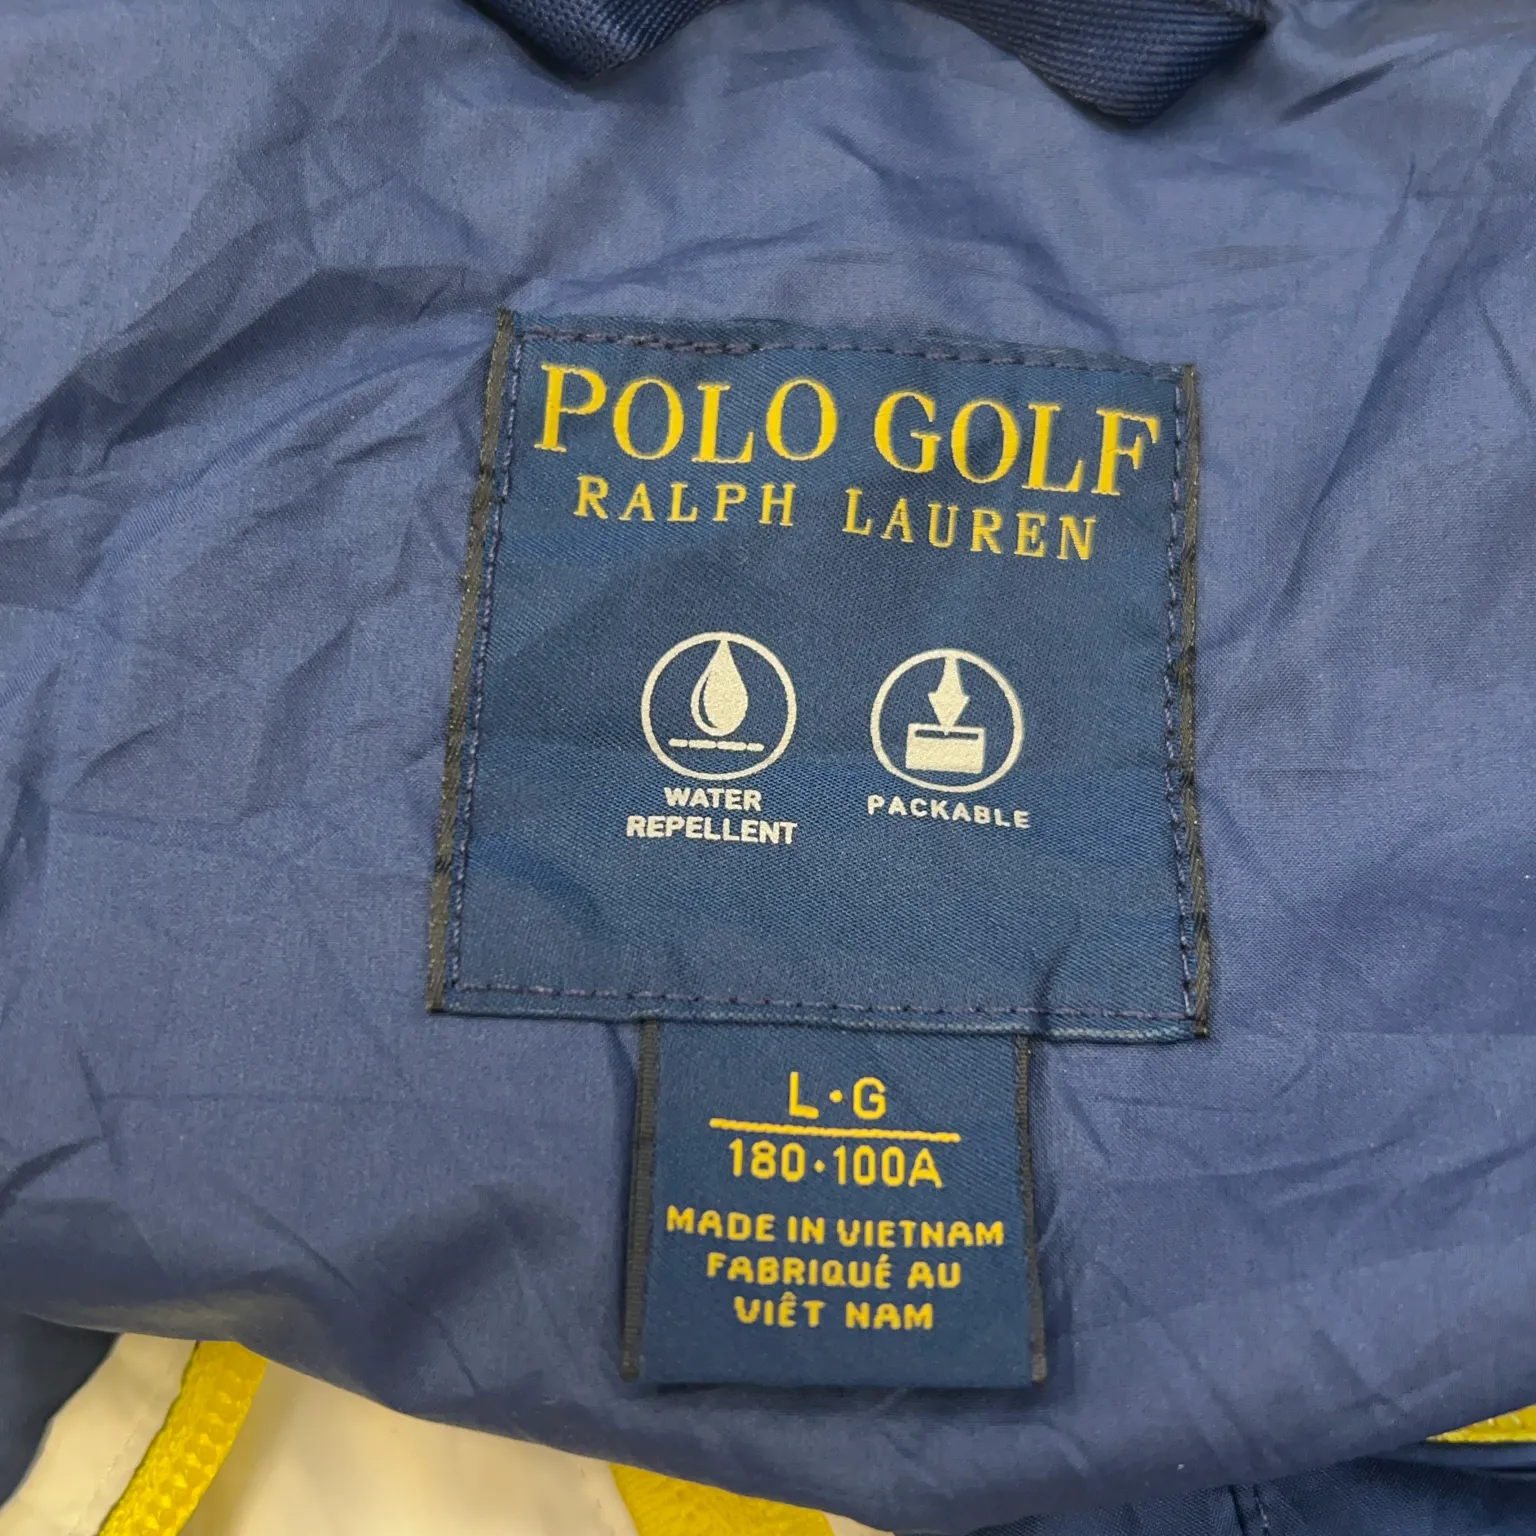 POLO GOLF
RALPH LAUREN
WATER
REPELLENT
PACKABLE
L·G
180·100A
MADE IN VIETNAM
FABRIQUÉ AU
VIÊT NAM